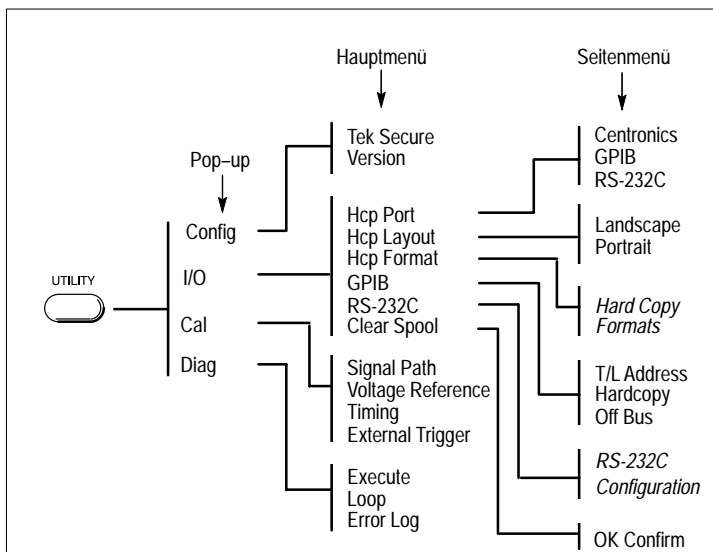 Hauptmenü
Seitenmenü
Pop-up
UTILITY
Config
I/O
Cal
Diag
Tek Secure
Version
Hcp Port
Hcp Layout
Hcp Format
GPIB
RS-232C
Clear Spool
Signal Path
Voltage Reference
Timing
External Trigger
Execute
Loop
Error Log
Centronics
GPIB
RS-232C
Landscape
Portrait
Hard Copy
Formats
T/L Address
Hardcopy
Off Bus
RS-232C
Configuration
OK Confirm